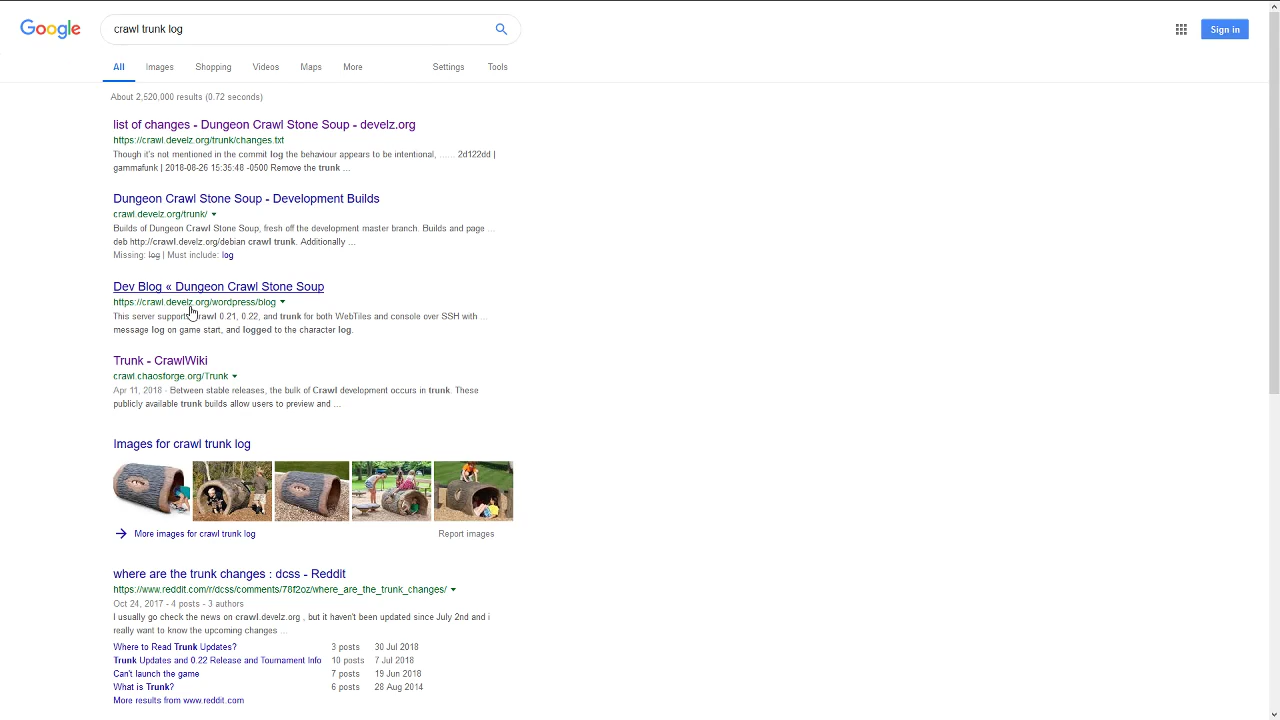 Google
crawl trunk log
Sign in
All Images Shopping Videos Maps More Settings Tools
About 2,520,000 results (0.72 seconds)
list of changes - Dungeon Crawl Stone Soup - develz.org
https://crawl.develz.org/trunk/changes.txt
Though it's not mentioned in the commit log the behaviour appears to be intentional, ...... 2d122dd |
gammafunk | 2018-08-26 15:35:48 -0500 Remove the trunk ...
Dungeon Crawl Stone Soup - Development Builds
crawl.develz.org/trunk/
Builds of Dungeon Crawl Stone Soup, fresh off the development master branch. Builds and page ...
deb http://crawl.develz.org/debian crawl trunk. Additionally ...
Missing: log | Must include: log
Dev Blog « Dungeon Crawl Stone Soup
https://crawl.develz.org/wordpress/blog
This server supports Crawl 0.21, 0.22, and trunk for both WebTiles and console over SSH with ...
message log on game start, and logged to the character log.
Trunk - CrawlWiki
crawl.chaosforge.org/Trunk
Apr 11, 2018 - Between stable releases, the bulk of Crawl development occurs in trunk. These
publicly available trunk builds allow users to preview and ...
Images for crawl trunk log
More images for crawl trunk log Report images
where are the trunk changes : dcss - Reddit
https://www.reddit.com/r/dcss/comments/78f2oz/where_are_the_trunk_changes/
Oct 24, 2017 - 4 posts - 3 authors
I usually go check the news on crawl.develz.org , but it haven't been updated since July 2nd and i
really want to know the upcoming changes ...
Where to Read Trunk Updates? 3 posts 30 Jul 2018
Trunk Updates and 0.22 Release and Tournament Info 10 posts 7 Jul 2018
Can't launch the game 7 posts 19 Jun 2018
What is Trunk? 6 posts 28 Aug 2014
More results from www.reddit.com